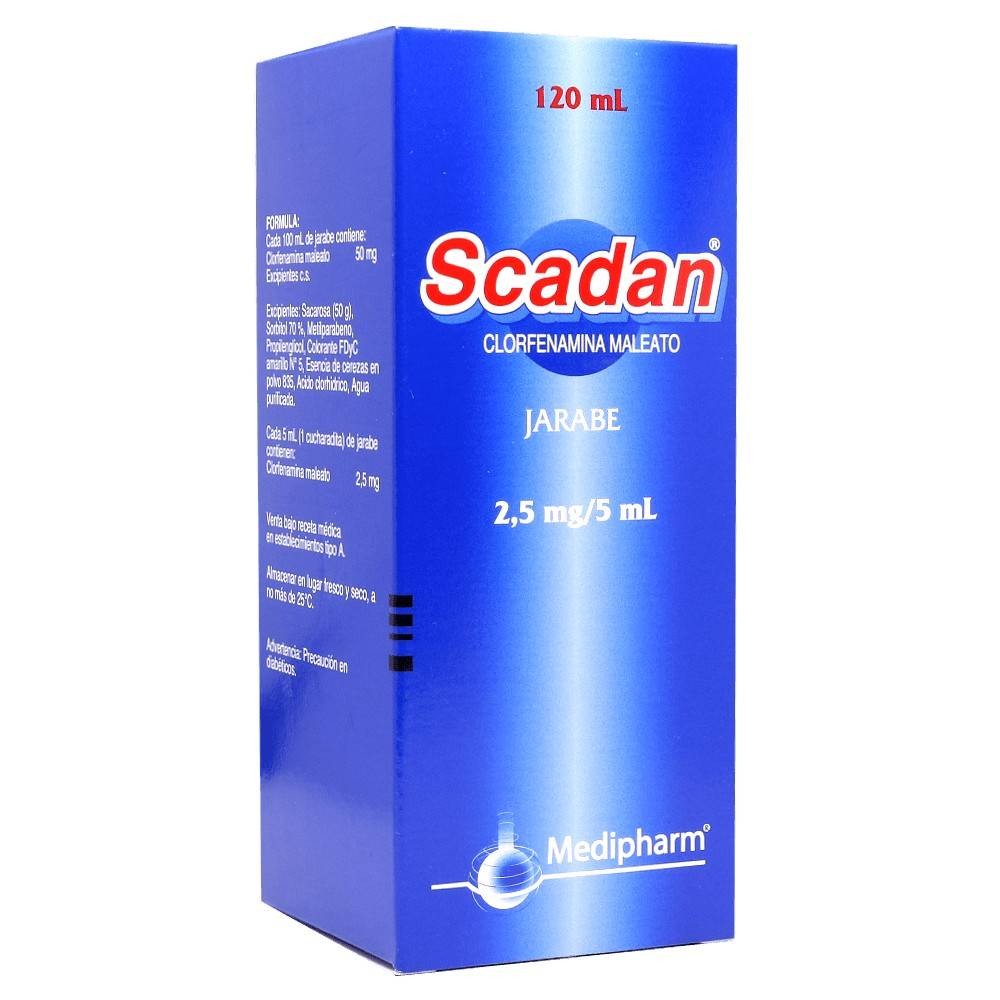 120 mL
Scadan®
CLORFENAMINA MALEATO
JARABE
2,5 mg/5 mL
Medipharm®
FORMULA:
Cada 100 mL de jarabe contiene:
Clorfenamina maleato 50 mg
Excipientes c.s.
Excipientes: Sacarosa (50 g),
Sorbitol 70 %, Metilparabeno,
Propilenglicol, Colorante FDyC
amarillo N° 5, Esencia de cerezas en
polvo 635, Acido clorhídrico, Agua
purificada.
Cada 5 mL (1 cucharadita) de jarabe
contienen:
Clorfenamina maleato 2,5 mg
Venta bajo receta médica
en establecimientos tipo A.
Almacenar en lugar fresco y seco, a
no más de 25°C.
Advertencia: Precaución en
diabéticos.